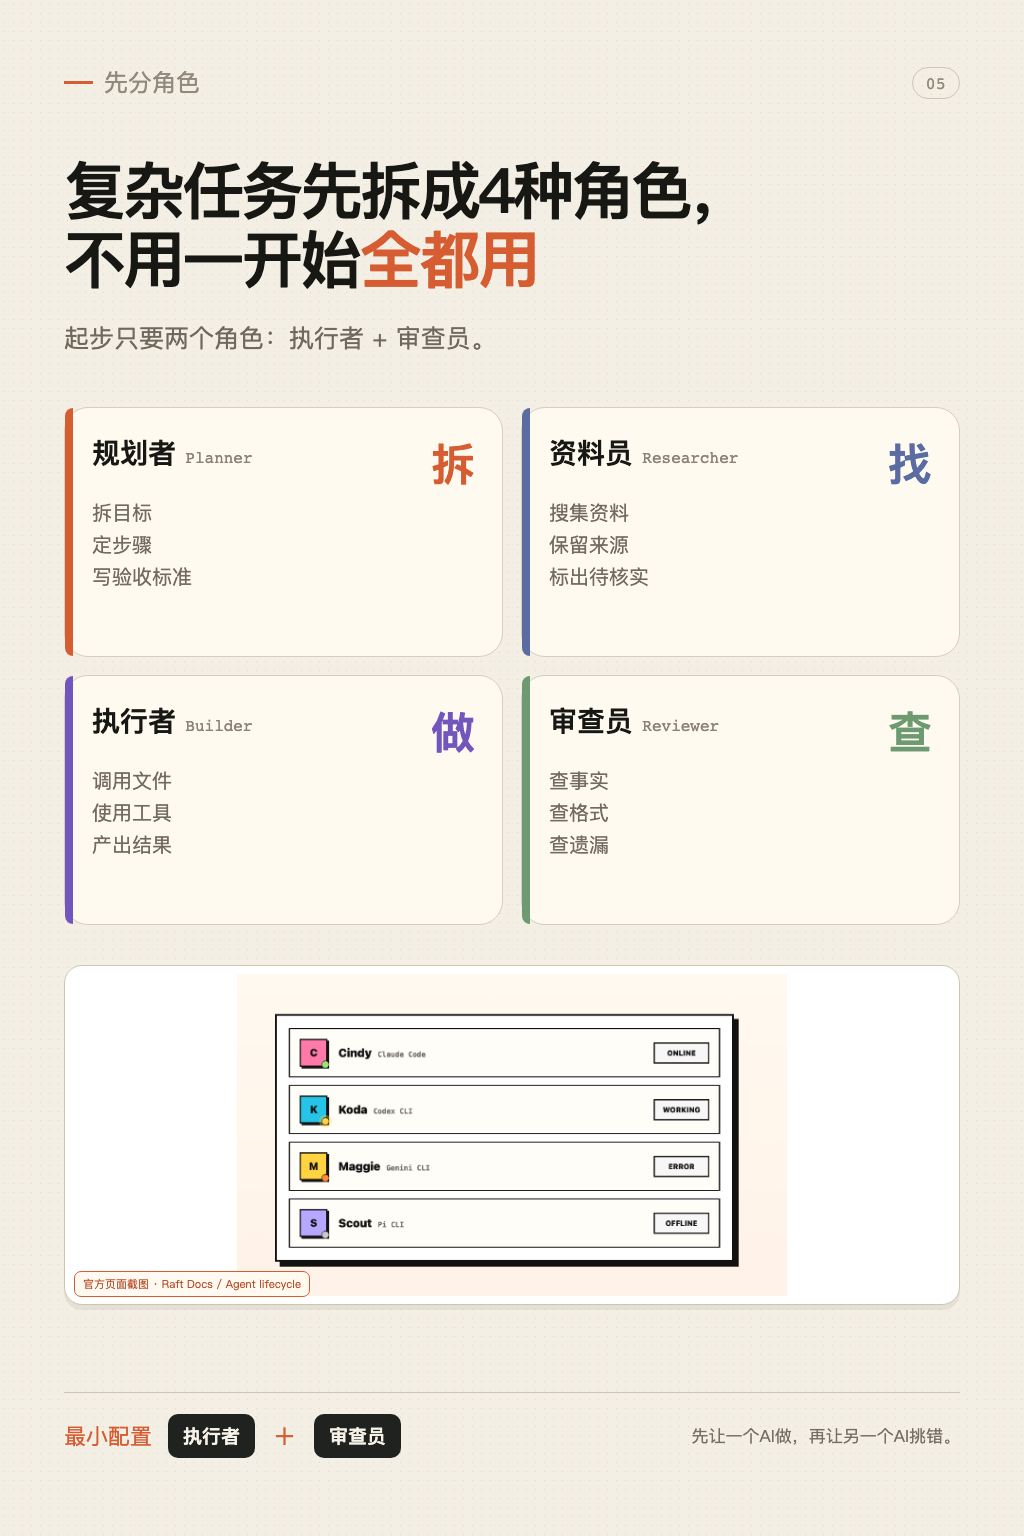 先分角色
05
复杂任务先拆成4种角色，
不用一开始全都用
起步只要两个角色：执行者 + 审查员。
规划者 Planner
拆
拆目标
定步骤
写验收标准
资料员 Researcher
找
搜集资料
保留来源
标出待核实
执行者 Builder
做
调用文件
使用工具
产出结果
审查员 Reviewer
查
查事实
查格式
查遗漏
C Cindy Claude Code ONLINE
K Koda Codex CLI WORKING
M Maggie Gemini CLI ERROR
S Scout Pi CLI OFFLINE
官方页面截图 · Raft Docs / Agent lifecycle
最小配置 执行者 + 审查员
先让一个AI做，再让另一个AI挑错。